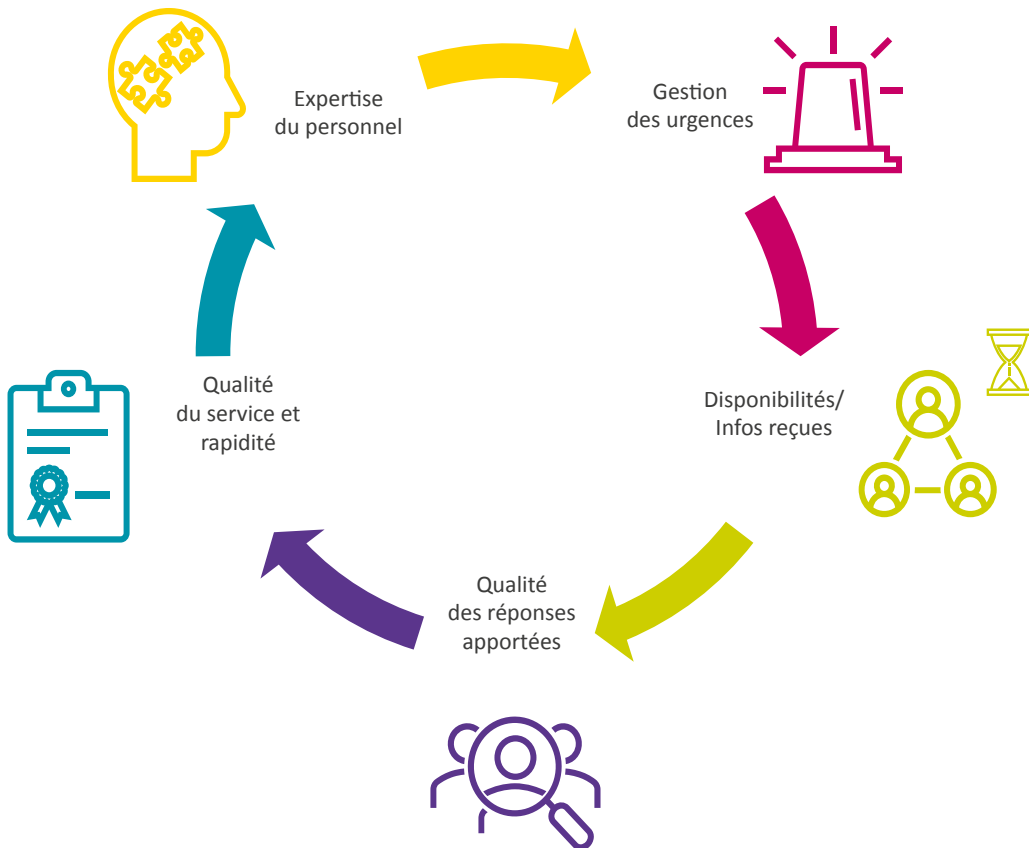 Expertise
du personnel
Gestion
des urgences
Disponibilités/
Infos reçues
Qualité
des réponses
apportées
Qualité
du service et
rapidité